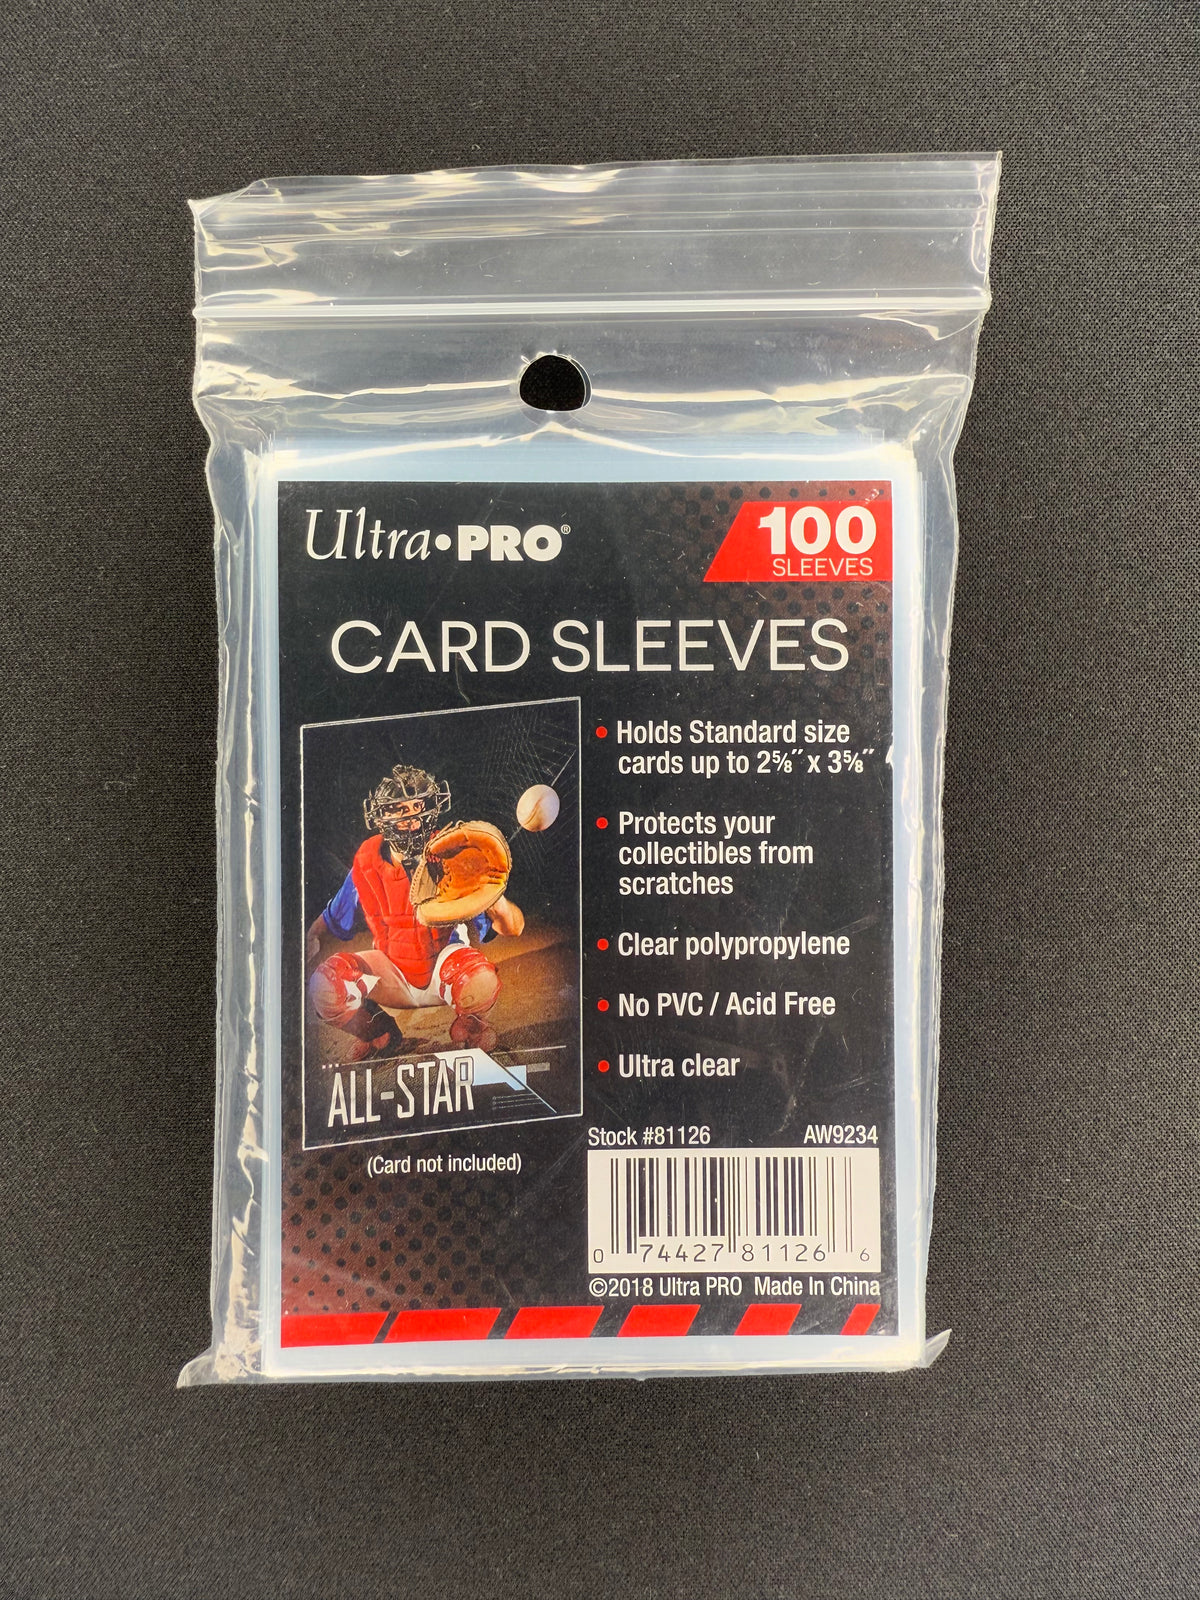 Ultra•PRO®
100
SLEEVES
CARD SLEEVES
• Holds Standard size
cards up to 2⅝″ x 3⅝″
• Protects your
collectibles from
scratches
• Clear polypropylene
• No PVC / Acid Free
• Ultra clear
ALL-STAR
(Card not included)
Stock #81126 AW9234
0 74427 81126 6
©2018 Ultra PRO Made In China